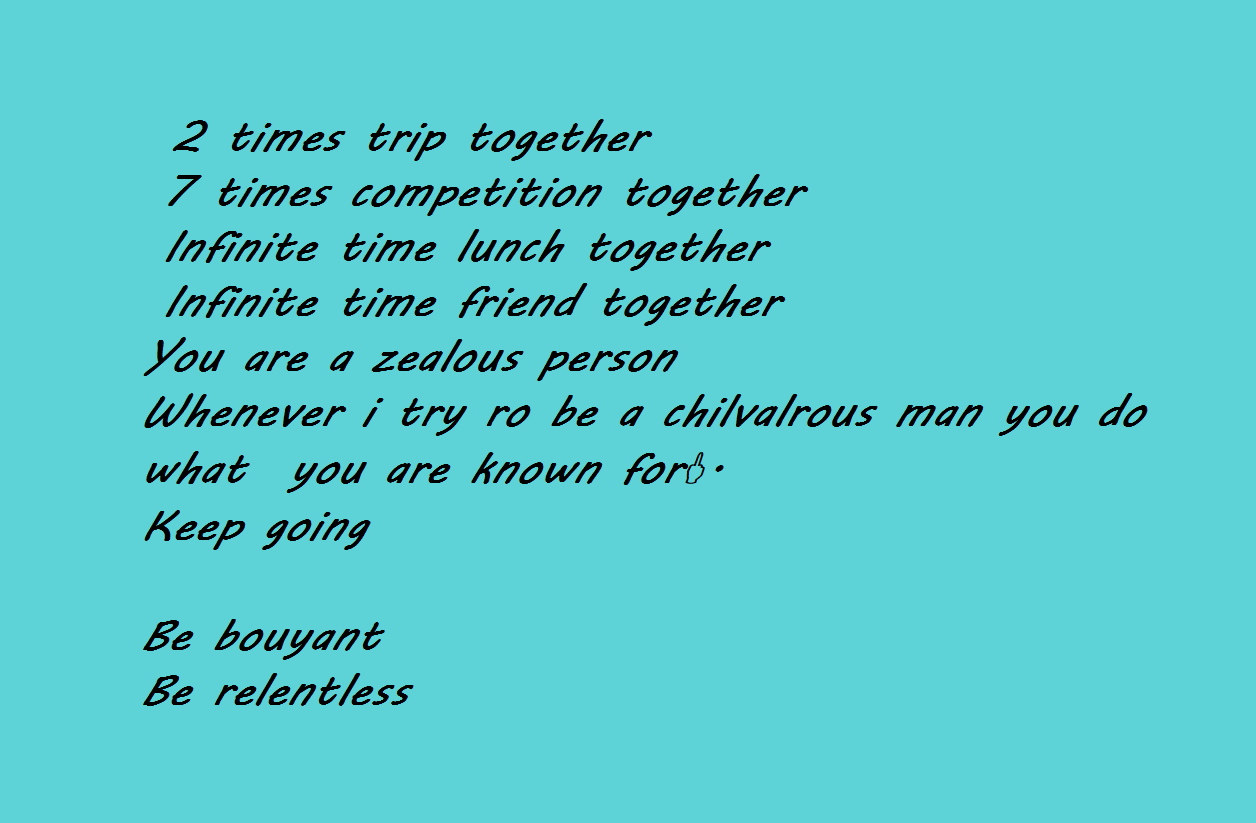 2 times trip together
7 times competition together
Infinite time lunch together
Infinite time friend together
You are a zealous person
Whenever i try ro be a chilvalrous man you do
what you are known for🖕.
Keep going
Be bouyant
Be relentless